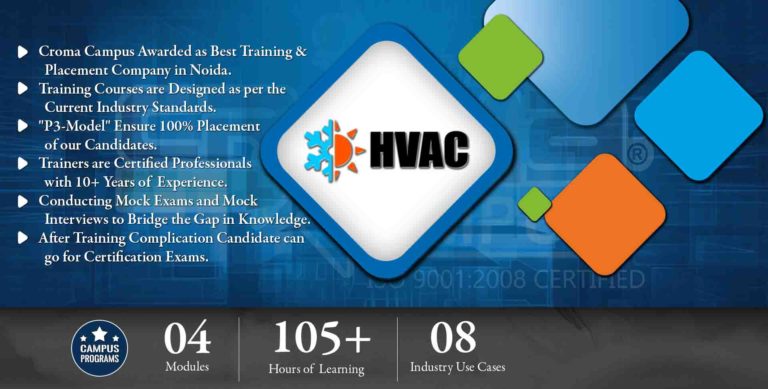 Croma Campus Awarded as Best Training &
Placement Company in Noida.
Training Courses are Designed as per the
Current Industry Standards.
"P3-Model" Ensure 100% Placement
of our Candidates.
Trainers are Certified Professionals
with 10+ Years of Experience.
Conducting Mock Exams and Mock
Interviews to Bridge the Gap in Knowledge.
After Training Complication Candidate can
go for Certification Exams.
HVAC
®
ISO 9001:2008 CERTIFIED
CAMPUS
PROGRAMS
04
Modules
105+
Hours of Learning
08
Industry Use Cases